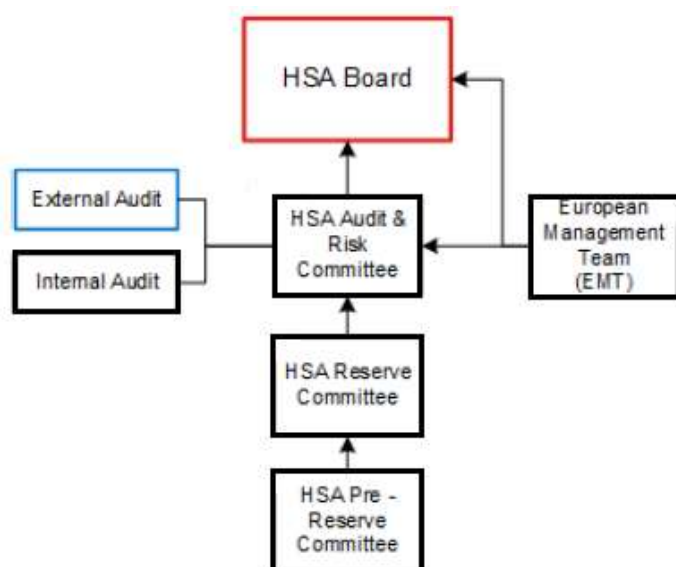 HSA Board
External Audit
Internal Audit
HSA Audit &
Risk
Committee
European
Management
Team
(EMT)
HSA Reserve
Committee
HSA Pre -
Reserve
Committee